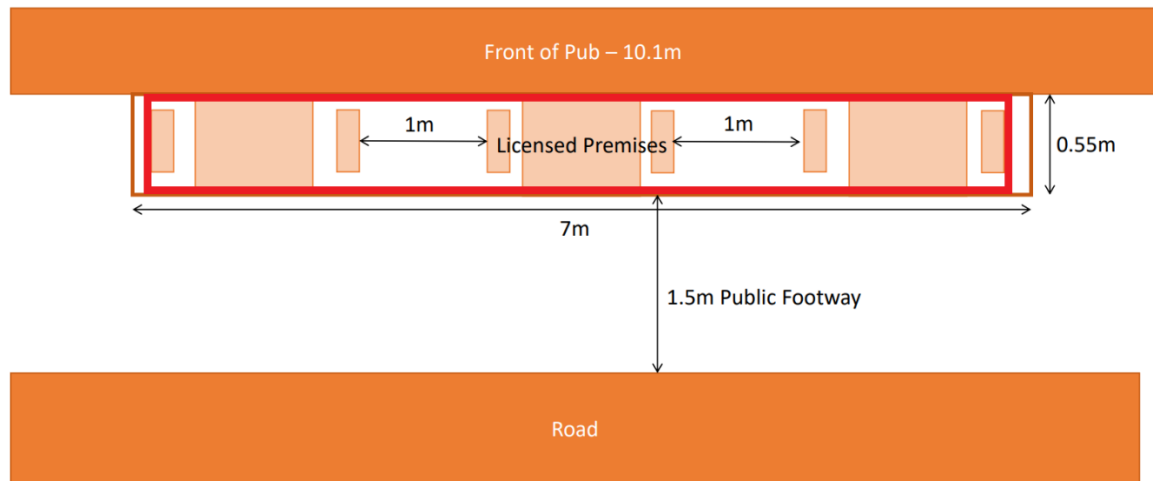 Front of Pub – 10.1m
1m
1m
Licensed Premises
0.55m
7m
1.5m Public Footway
Road